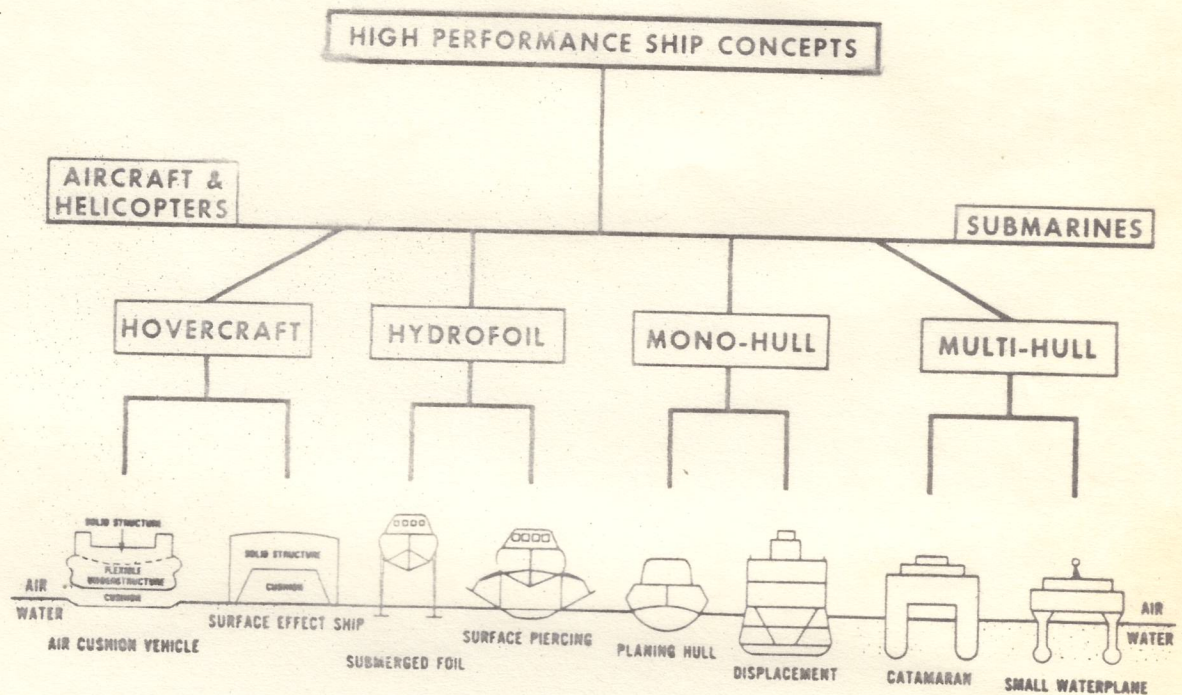 HIGH PERFORMANCE SHIP CONCEPTS
AIRCRAFT &
HELICOPTERS
SUBMARINES
HOVERCRAFT
HYDROFOIL
MONO-HULL
MULTI-HULL
SOLID STRUCTURE
FLEXIBLE
UNDERSTRUCTURE
CUSHION
SOLID STRUCTURE
CUSHION
AIR
WATER
AIR
WATER
AIR CUSHION VEHICLE
SURFACE EFFECT SHIP
SUBMERGED FOIL
SURFACE PIERCING
PLANING HULL
DISPLACEMENT
CATAMARAN
SMALL WATERPLANE